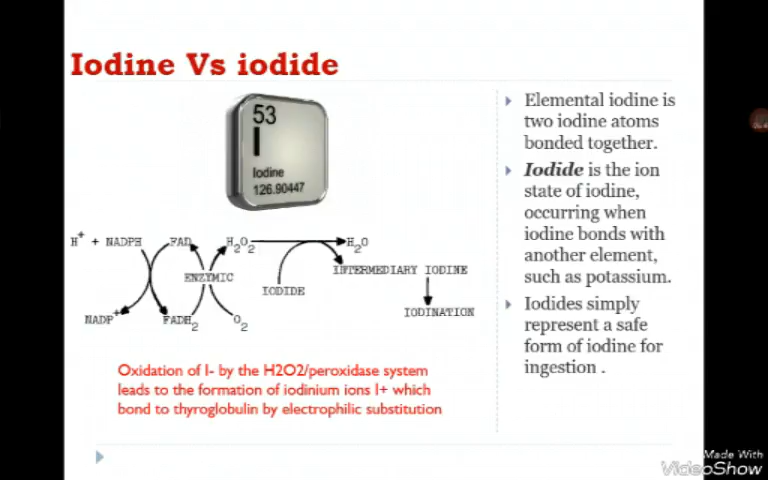 Iodine Vs iodide
53
I
Iodine
126.90447
H+ + NADPH
FAD
H2O2
H2O
ENZYMIC
INTERMEDIARY IODINE
IODIDE
NADP+
FADH2
O2
IODINATION
Oxidation of I- by the H2O2/peroxidase system
leads to the formation of iodinium ions I+ which
bond to thyroglobulin by electrophilic substitution
Elemental iodine is
two iodine atoms
bonded together.
Iodide is the ion
state of iodine,
occurring when
iodine bonds with
another element,
such as potassium.
Iodides simply
represent a safe
form of iodine for
ingestion .
Made With
VideoShow